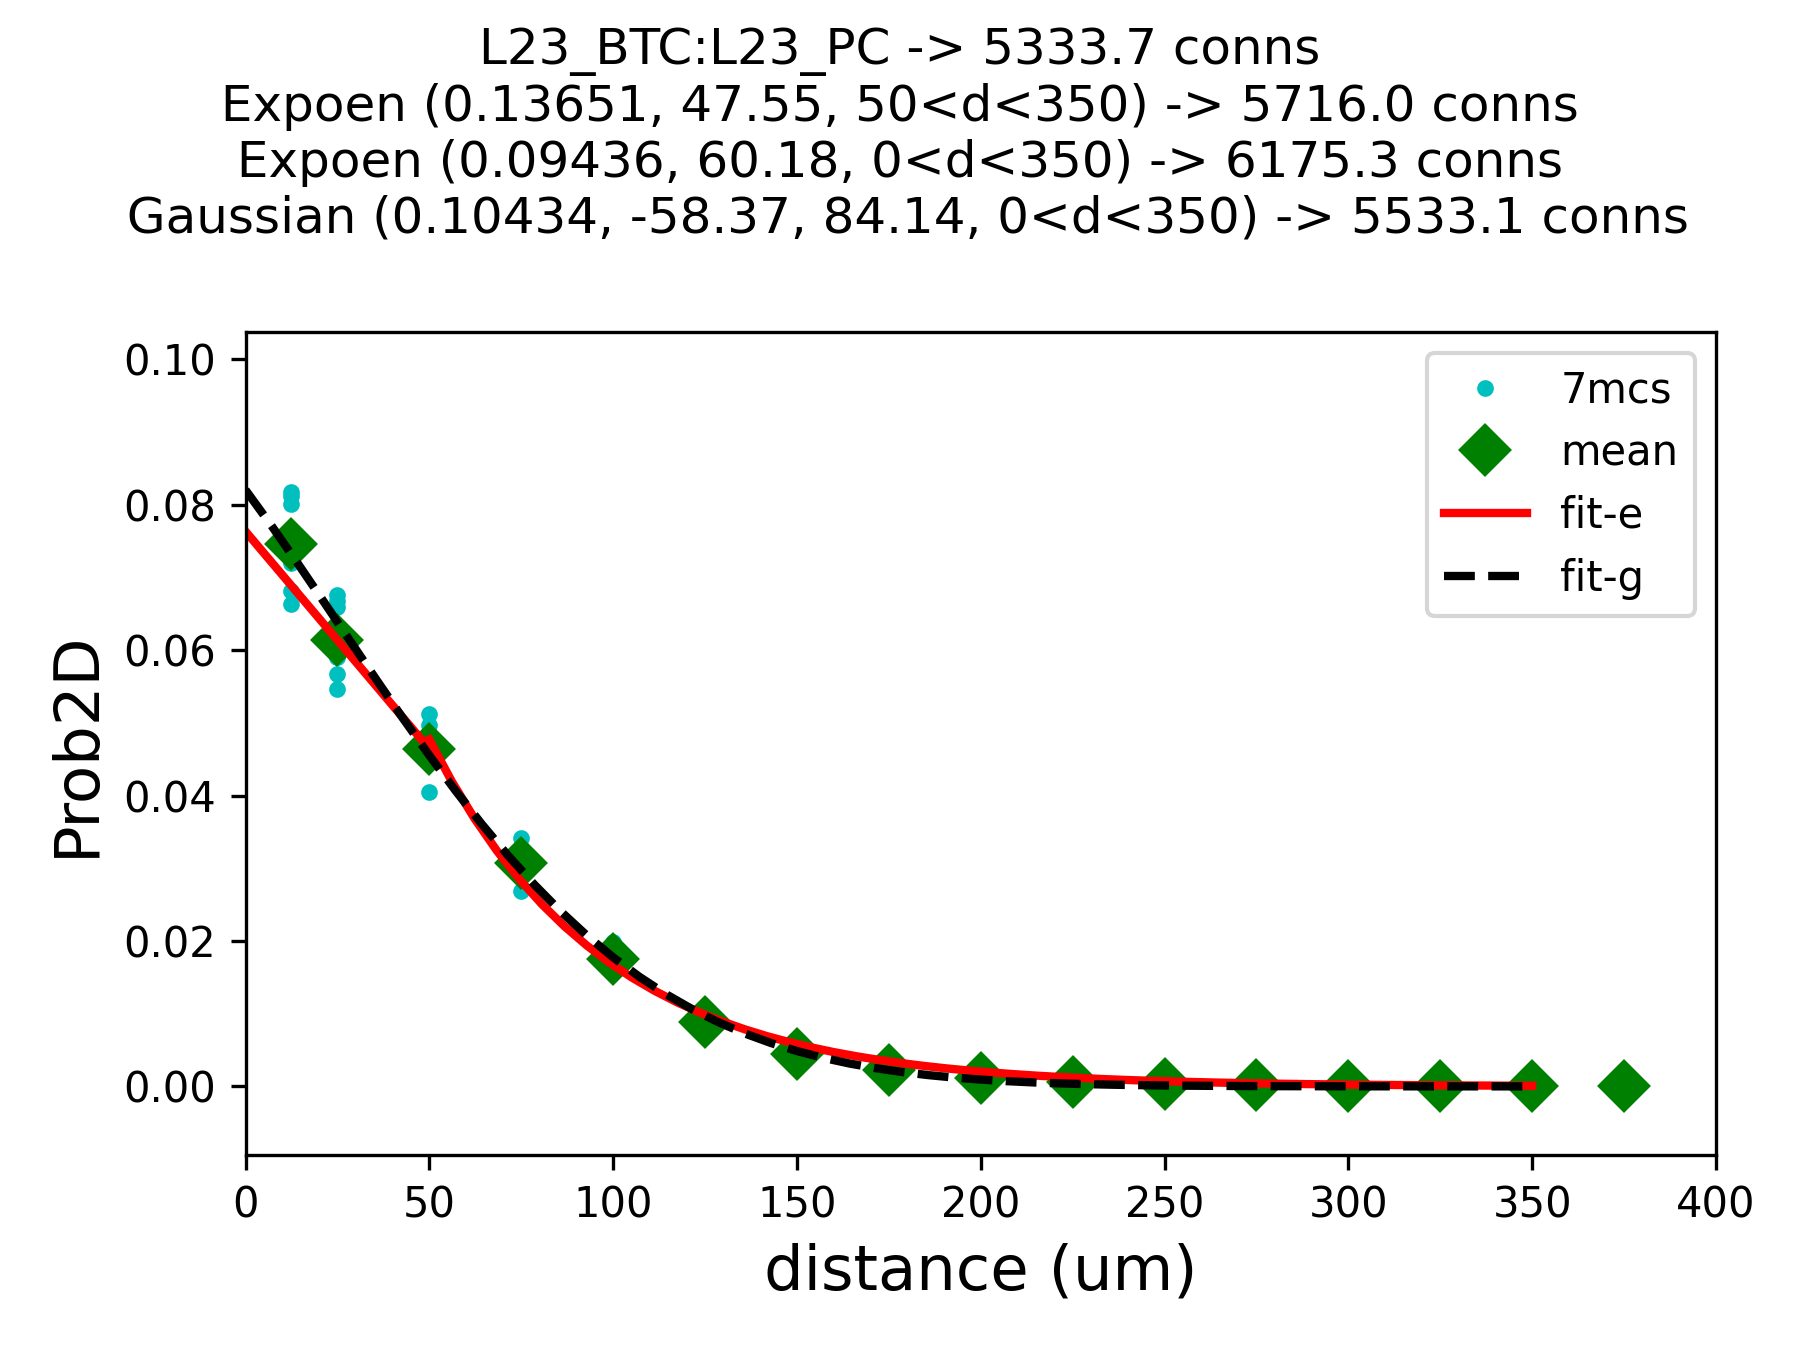 L23_BTC:L23_PC -> 5333.7 conns
Expoen (0.13651, 47.55, 50<d<350) -> 5716.0 conns
Expoen (0.09436, 60.18, 0<d<350) -> 6175.3 conns
Gaussian (0.10434, -58.37, 84.14, 0<d<350) -> 5533.1 conns
0.10
0.08
0.06
0.04
0.02
0.00
Prob2D
7mcs
mean
fit-e
fit-g
0 50 100 150 200 250 300 350 400
distance (um)